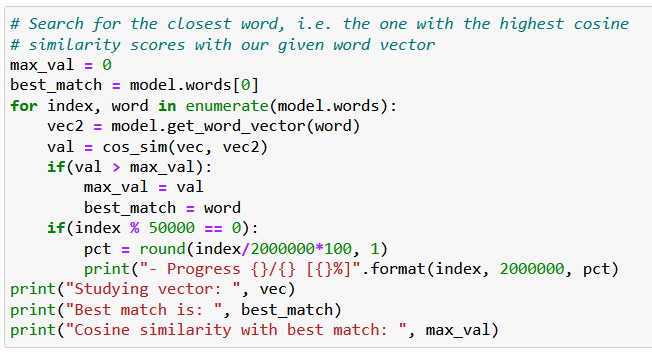 # Search for the closest word, i.e. the one with the highest cosine
# similarity scores with our given word vector
max_val = 0
best_match = model.words[0]
for index, word in enumerate(model.words):
    vec2 = model.get_word_vector(word)
    val = cos_sim(vec, vec2)
    if(val > max_val):
        max_val = val
        best_match = word
    if(index % 50000 == 0):
        pct = round(index/2000000*100, 1)
        print("- Progress {}/{} [{}%]".format(index, 2000000, pct)
print("Studying vector: ", vec)
print("Best match is: ", best_match)
print("Cosine similarity with best match: ", max_val)